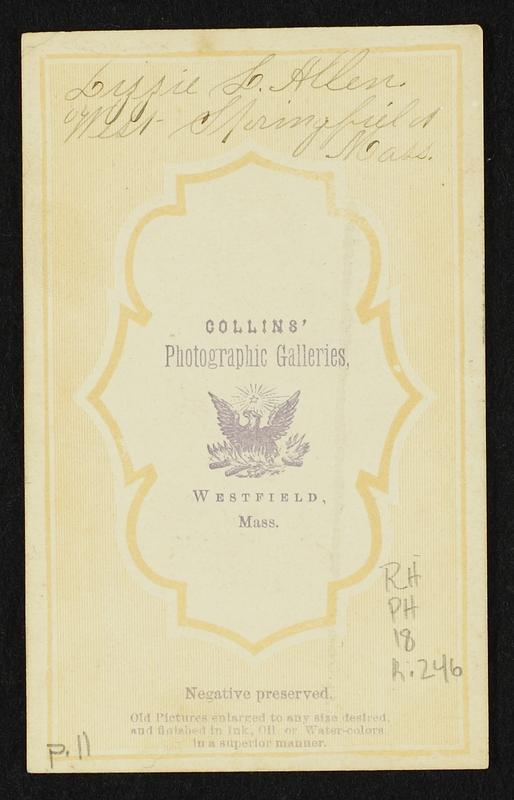 Lizzie L. Allen.
West Springfield
Mass.
COLLINS'
Photographic Galleries,
WESTFIELD,
Mass.
RH
PH
18
h.246
Negative preserved.
Old Pictures enlarged to any size desired,
and finished in Ink, Oil or Water-colors
in a superior manner.
p.11